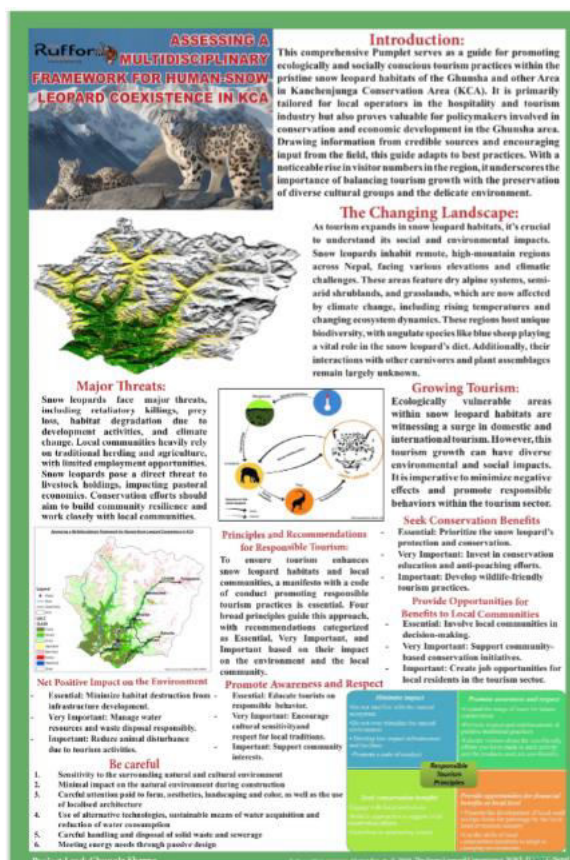 Ruffor
ASSESSING A
MULTIDISCIPLINARY
FRAMEWORK FOR HUMAN-SNOW
LEOPARD COEXISTENCE IN KCA
Introduction:
This comprehensive Pumplet serves as a guide for promoting
ecologically and socially conscious tourism practices within the
pristine snow leopard habitats of the Ghunsha and other Area
in Kanchenjunga Conservation Area (KCA). It is primarily
tailored for local operators in the hospitality and tourism
industry but also proves valuable for policymakers involved in
conservation and economic development in the Ghunsha area.
Drawing information from credible sources and encouraging
input from the field, this guide adapts to best practices. With a
noticeable rise in visitor numbers in the region, it underscores the
importance of balancing tourism growth with the preservation
of diverse cultural groups and the delicate environment.
The Changing Landscape:
As tourism expands in snow leopard habitats, it's crucial
to understand its social and environmental impacts.
Snow leopards inhabit remote, high-mountain regions
across Nepal, facing various elevations and climatic
challenges. These areas feature dry alpine systems, semi-
arid shrublands, and grasslands, which are now affected
by climate change, including rising temperatures and
changing ecosystem dynamics. These regions host unique
biodiversity, with ungulate species like blue sheep playing
a vital role in the snow leopard's diet. Additionally, their
interactions with other carnivores and plant assemblages
remain largely unknown.
Major Threats:
Snow leopards face major threats,
including retaliatory killings, prey
loss, habitat degradation due to
development activities, and climate
change. Local communities heavily rely
on traditional herding and agriculture,
with limited employment opportunities.
Snow leopards pose a direct threat to
livestock holdings, impacting pastoral
economics. Conservation efforts should
aim to build community resilience and
work closely with local communities.
Growing Tourism:
Ecologically vulnerable areas
within snow leopard habitats are
witnessing a surge in domestic and
international tourism. However, this
tourism growth can have diverse
environmental and social impacts.
It is imperative to minimize negative
effects and promote responsible
behaviors within the tourism sector.
Seek Conservation Benefits
- Essential: Prioritize the snow leopard's
protection and conservation.
- Very Important: Invest in conservation
education and anti-poaching efforts.
- Important: Develop wildlife-friendly
tourism practices.
Provide Opportunities for
Benefits to Local Communities
- Essential: Involve local communities in
decision-making.
- Very Important: Support community-
based conservation initiatives.
- Important: Create job opportunities for
local residents in the tourism sector.
Principles and Recommendations
for Responsible Tourism:
To ensure tourism enhances
snow leopard habitats and local
communities, a manifesto with a code
of conduct promoting responsible
tourism practices is essential. Four
broad principles guide this approach,
with recommendations categorized
as Essential, Very Important, and
Important based on their impact
on the environment and the local
community.
Net Positive Impact on the Environment
- Essential: Minimize habitat destruction from
infrastructure development.
- Very Important: Manage water
resources and waste disposal responsibly.
- Important: Reduce animal disturbance
due to tourism activities.
Promote Awareness and Respect
- Essential: Educate tourists on
responsible behavior.
- Very Important: Encourage
cultural sensitivity and
respect for local traditions.
- Important: Support community
interests.
Be careful
1. Sensitivity to the surrounding natural and cultural environment
2. Minimal impact on the natural environment during construction
3. Careful attention paid to form, aesthetics, landscaping and color, as well as the use
of localised architecture
4. Use of alternative technologies, sustainable means of water acquisition and
reduction of water consumption
5. Careful handling and disposal of solid waste and sewerage
6. Meeting energy needs through passive design
Responsible
Tourism
Principles